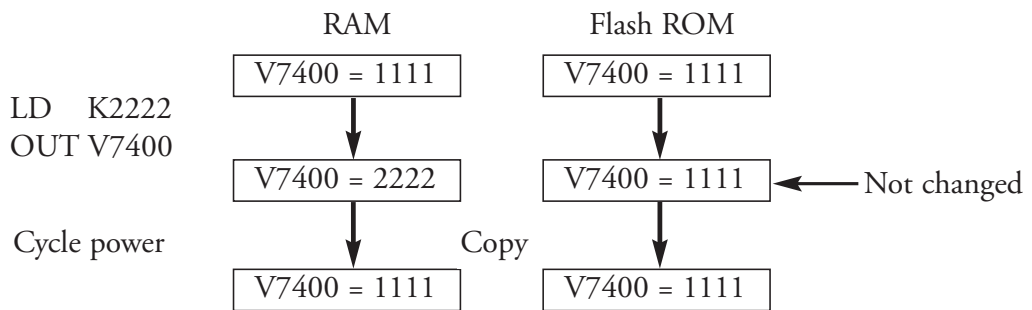 RAM Flash ROM
V7400 = 1111 V7400 = 1111
LD K2222
OUT V7400
V7400 = 2222 V7400 = 1111 Not changed
Cycle power Copy
V7400 = 1111 V7400 = 1111